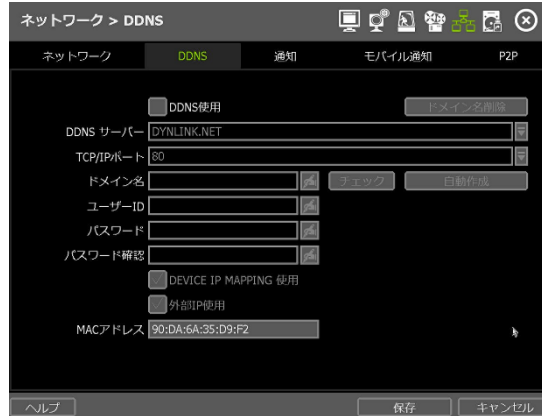 ネットワーク > DDNS
ネットワーク DDNS 通知 モバイル通知 P2P
DDNS使用 ドメイン名削除
DDNS サーバー DYNLINK.NET
TCP/IPポート 80
ドメイン名 チェック 自動作成
ユーザーID
パスワード
パスワード確認
DEVICE IP MAPPING 使用
外部IP使用
MACアドレス 90:DA:6A:35:D9:F2
ヘルプ 保存 キャンセル